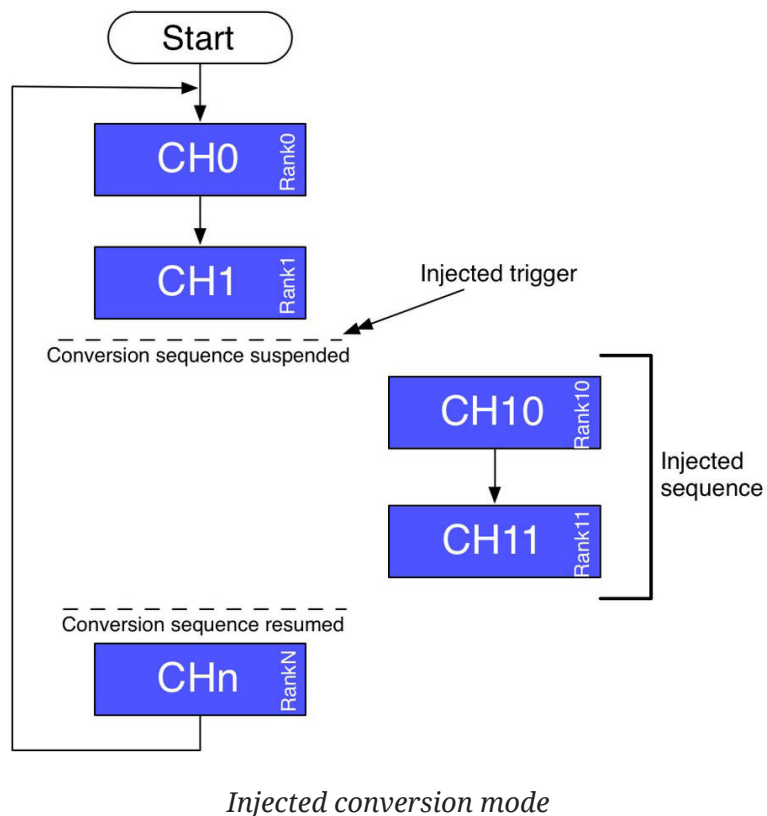 Start
CH0
Rank0
CH1
Rank1
Injected trigger
Conversion sequence suspended
CH10
Rank10
Injected
sequence
CH11
Rank11
Conversion sequence resumed
CHn
RankN
Injected conversion mode